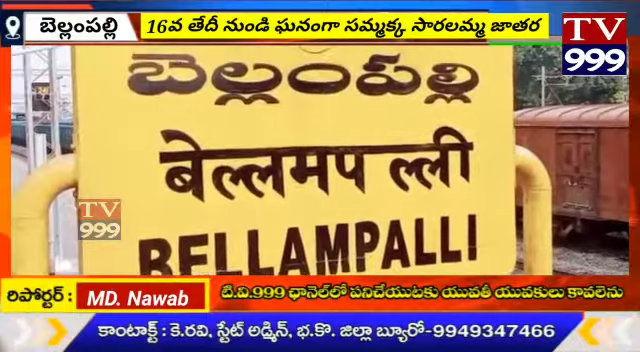 బెల్లంపల్లి
16వ తేదీ నుండి ఘనంగా సమ్మక్క సారలమ్మ జాతర
TV
999
బెల్లంపల్లి
बेल्लमपल्ली
BELLAMPALLI
TV
999
రిపోర్టర్ :
MD. Nawab
టి.వి.999 ఛానెల్‌లో పనిచేయుటకు యువతీ యువకులు కావలెను
కాంటాక్ట్ : కె.రవి, స్టేట్ అడ్మిన్, భ.కొ. జిల్లా బ్యూరో-9949347466